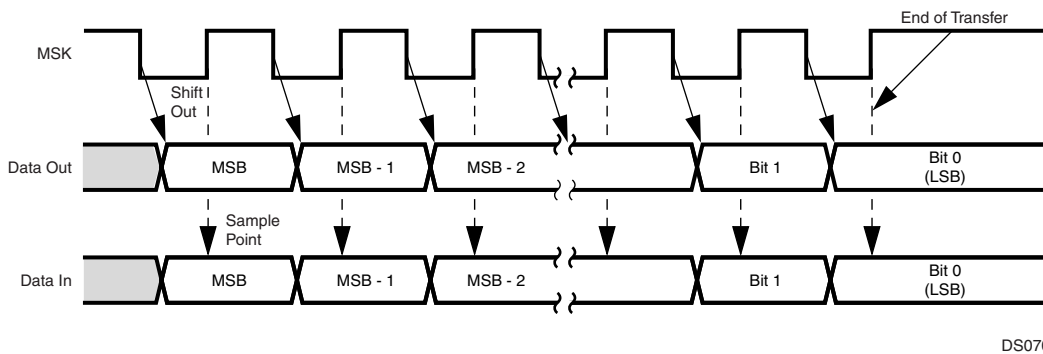 End of Transfer
MSK
Shift
Out
Data Out
MSB
MSB - 1
MSB - 2
Bit 1
Bit 0
(LSB)
Sample
Point
Data In
MSB
MSB - 1
MSB - 2
Bit 1
Bit 0
(LSB)